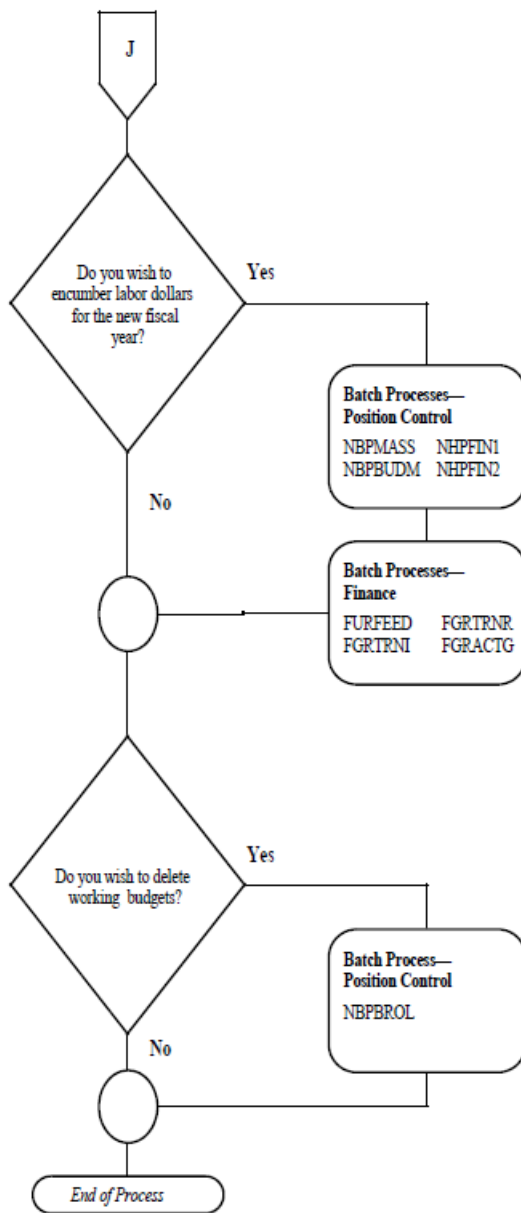 J
Do you wish to
encumber labor dollars
for the new fiscal
year?
Yes
Batch Processes—
Position Control
NBPMASS NHPFIN1
NBPBUDM NHPFIN2
No
Batch Processes—
Finance
FURFEED FGRTRNR
FGRTRNI FGRACTG
Do you wish to delete
working budgets?
Yes
Batch Process—
Position Control
NBPBROL
No
End of Process